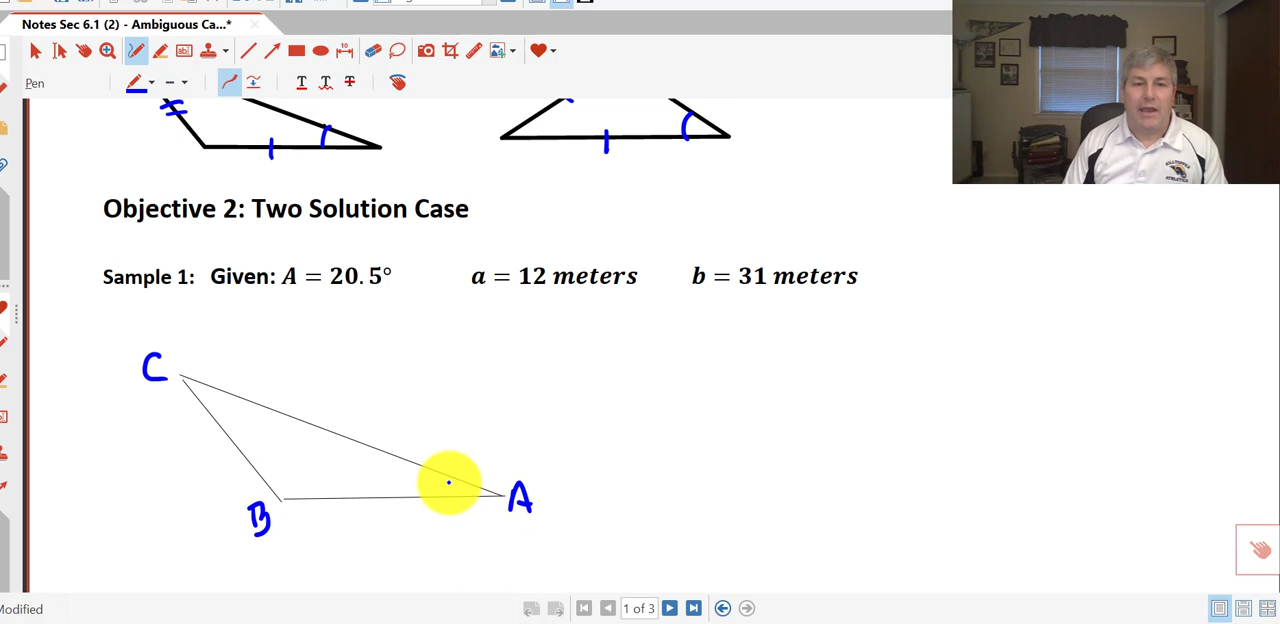 Notes Sec 6.1 (2) - Ambiguous Ca...*
Pen
Objective 2: Two Solution Case
Sample 1: Given: A = 20.5° a = 12 meters b = 31 meters
C
B
A
Modified
1 of 3